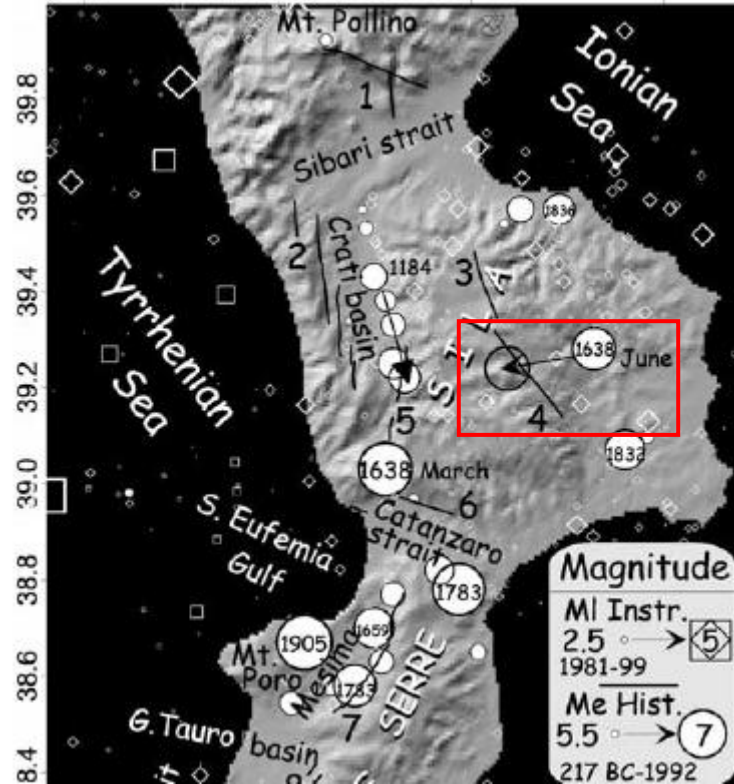 Mt. Pollino
Ionian
Sea
39.8
1
Sibari strait
39.6
1836
2
Crati basin
1184
3
39.4
Tyrrhenian
Sea
SILA
1638
June
39.2
5
4
1638
March
1832
39.0
6
Catanzaro
strait
S. Eufemia
Gulf
38.8
1783
1905
1659
Mt.
Poro
Mesima
1783
SERRE
38.6
7
G.Tauro basin
38.4
Magnitude
Ml Instr.
2.5
5
1981-99
Me Hist.
5.5
7
217 BC-1992